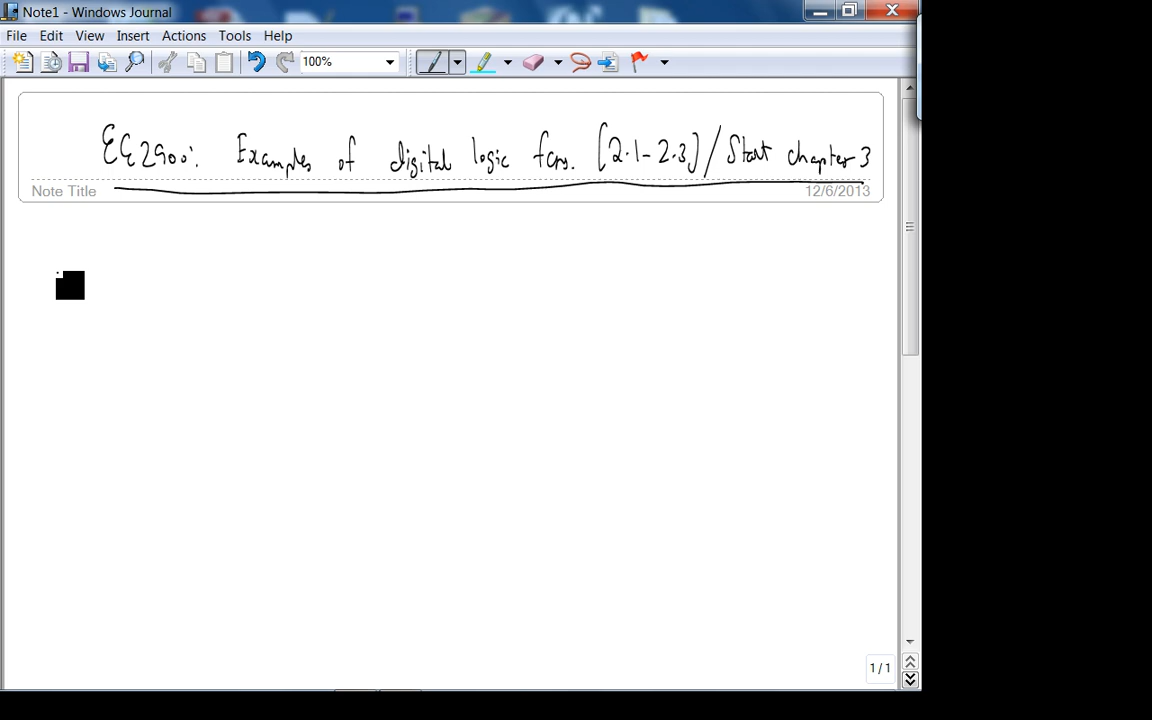 Note1 - Windows Journal
File Edit View Insert Actions Tools Help
100%
EE2900: Examples of digital logic fcns. [2.1-2.3] / Start chapter 3
Note Title
12/6/2013
1 / 1